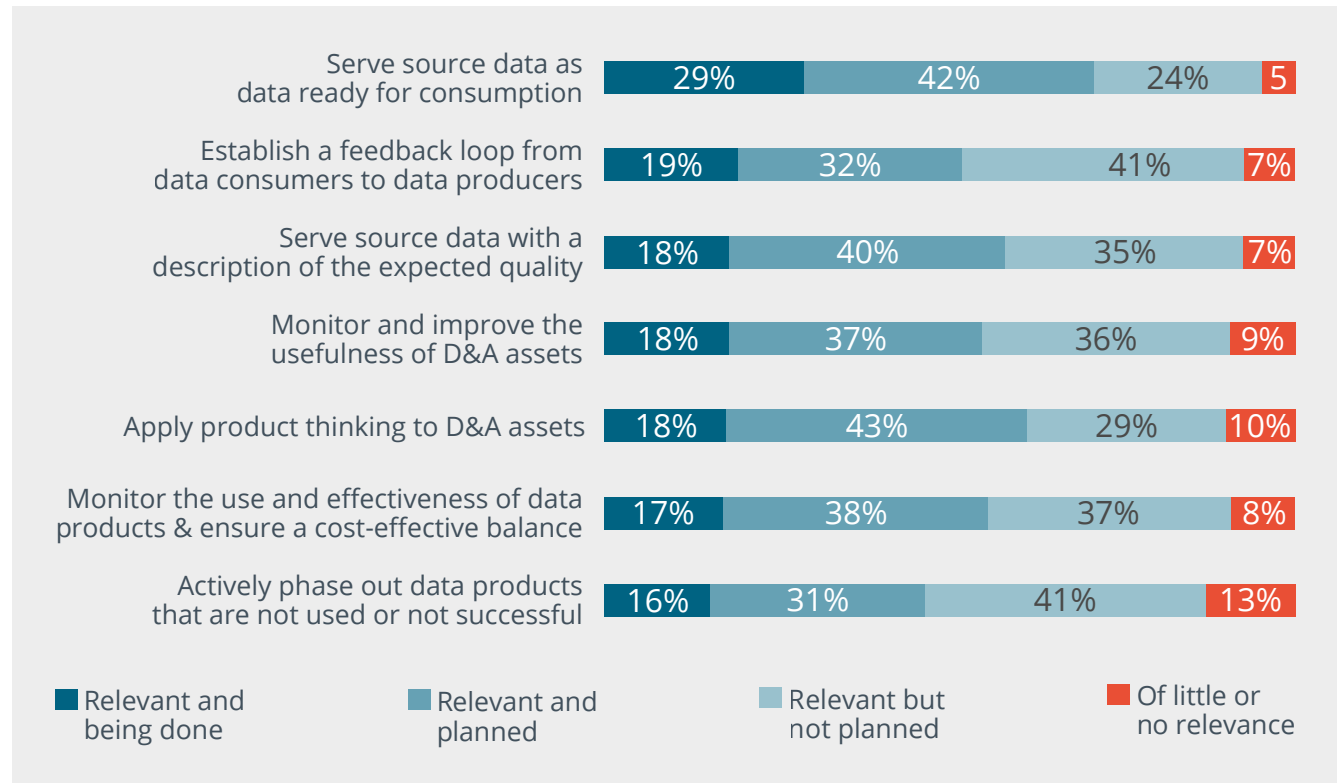 Serve source data as
data ready for consumption
29% 42% 24% 5
Establish a feedback loop from
data consumers to data producers
19% 32% 41% 7%
Serve source data with a
description of the expected quality
18% 40% 35% 7%
Monitor and improve the
usefulness of D&A assets
18% 37% 36% 9%
Apply product thinking to D&A assets
18% 43% 29% 10%
Monitor the use and effectiveness of data
products & ensure a cost-effective balance
17% 38% 37% 8%
Actively phase out data products
that are not used or not successful
16% 31% 41% 13%
Relevant and
being done
Relevant and
planned
Relevant but
not planned
Of little or
no relevance